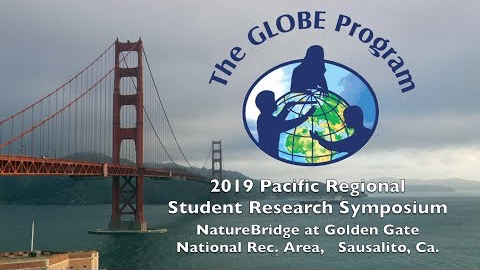 The GLOBE Program
2019 Pacific Regional
Student Research Symposium
NatureBridge at Golden Gate
National Rec. Area, Sausalito, Ca.